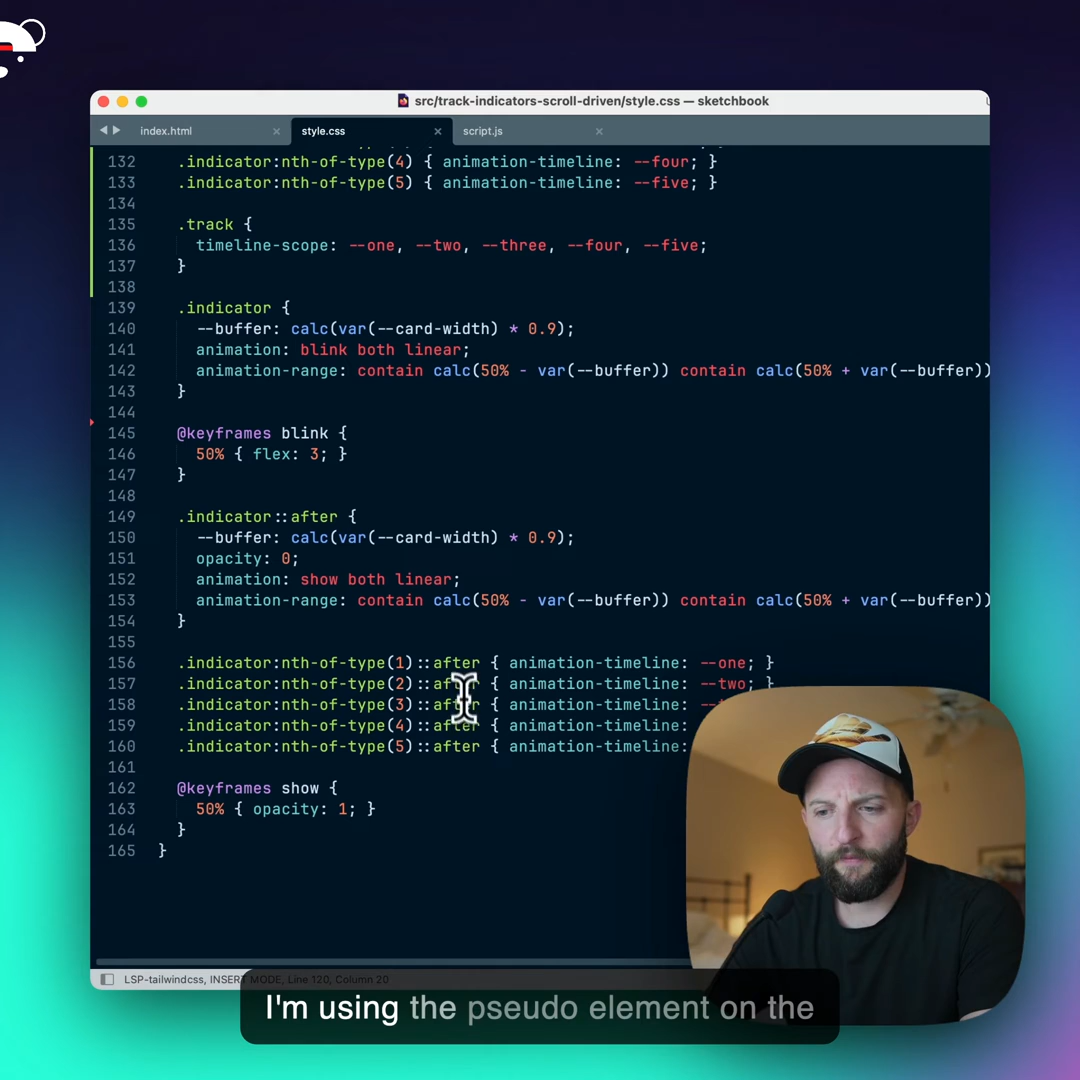 src/track-indicators-scroll-driven/style.css — sketchbook
index.html
style.css
script.js
132 .indicator:nth-of-type(4) { animation-timeline: --four; }
133 .indicator:nth-of-type(5) { animation-timeline: --five; }
134
135 .track {
136 timeline-scope: --one, --two, --three, --four, --five;
137 }
138
139 .indicator {
140 --buffer: calc(var(--card-width) * 0.9);
141 animation: blink both linear;
142 animation-range: contain calc(50% - var(--buffer)) contain calc(50% + var(--buffer))
143 }
144
145 @keyframes blink {
146 50% { flex: 3; }
147 }
148
149 .indicator::after {
150 --buffer: calc(var(--card-width) * 0.9);
151 opacity: 0;
152 animation: show both linear;
153 animation-range: contain calc(50% - var(--buffer)) contain calc(50% + var(--buffer))
154 }
155
156 .indicator:nth-of-type(1)::after { animation-timeline: --one; }
157 .indicator:nth-of-type(2)::after { animation-timeline: --two; }
158 .indicator:nth-of-type(3)::after { animation-timeline:
159 .indicator:nth-of-type(4)::after { animation-timeline:
160 .indicator:nth-of-type(5)::after { animation-timeline:
161
162 @keyframes show {
163 50% { opacity: 1; }
164 }
165 }
LSP-tailwindcss, INSERT MODE, Line 120, Column 20
I'm using the pseudo element on the